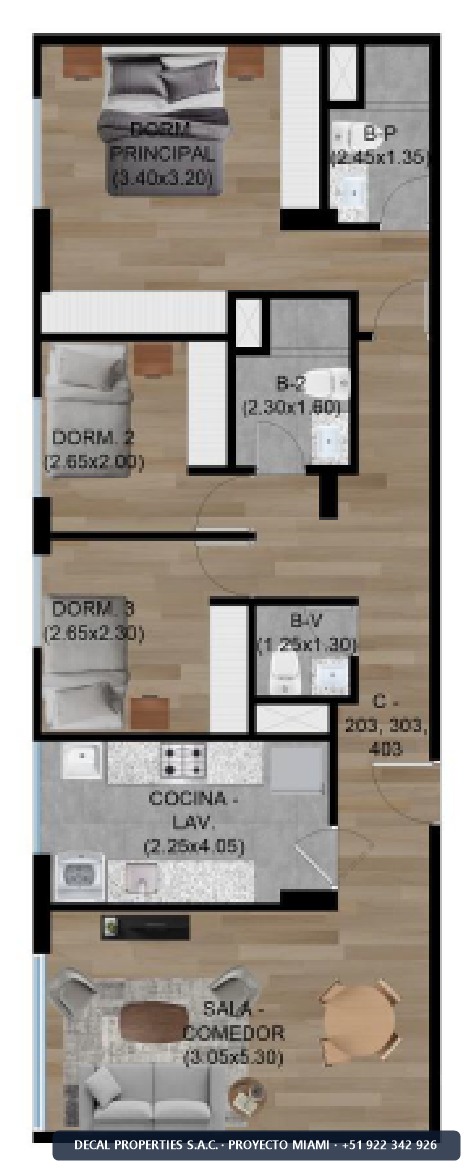 DORM.
PRINCIPAL
(3.40x3.20)
B-P
(2.45x1.35)
B-2
(2.30x1.60)
DORM. 2
(2.65x2.00)
DORM. 3
(2.65x2.30)
B-V
(1.25x1.30)
C -
203, 303,
403
COCINA -
LAV.
(2.25x4.05)
SALA -
COMEDOR
(3.05x5.30)
DECAL PROPERTIES S.A.C. · PROYECTO MIAMI · +51 922 342 926